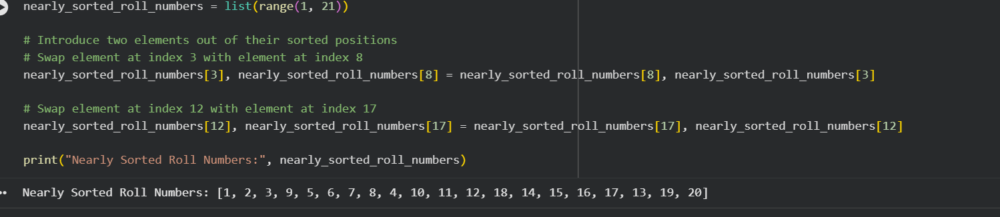 nearly_sorted_roll_numbers = list(range(1, 21))
# Introduce two elements out of their sorted positions
# Swap element at index 3 with element at index 8
nearly_sorted_roll_numbers[3], nearly_sorted_roll_numbers[8] = nearly_sorted_roll_numbers[8], nearly_sorted_roll_numbers[3]
# Swap element at index 12 with element at index 17
nearly_sorted_roll_numbers[12], nearly_sorted_roll_numbers[17] = nearly_sorted_roll_numbers[17], nearly_sorted_roll_numbers[12]
print("Nearly Sorted Roll Numbers:", nearly_sorted_roll_numbers)
Nearly Sorted Roll Numbers: [1, 2, 3, 9, 5, 6, 7, 8, 4, 10, 11, 12, 18, 14, 15, 16, 17, 13, 19, 20]